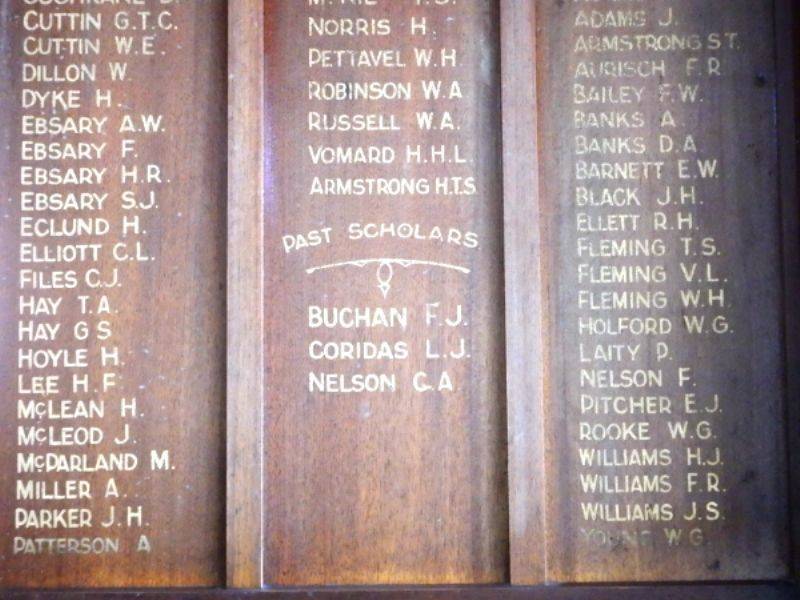 COCHRANE D.
CUTTIN G.T.C.
CUTTIN W.E.
DILLON W.
DYKE H.
EBSARY A.W.
EBSARY F.
EBSARY H.R.
EBSARY S.J.
ECLUND H.
ELLIOTT C.L.
FILES C.J.
HAY T.A.
HAY G S
HOYLE H.
LEE H.F.
MCLEAN H.
MCLEOD J.
MCPARLAND M.
MILLER A.
PARKER J.H.
PATTERSON A
NORRIS H.
PETTAVEL W.H.
ROBINSON W.A
RUSSELL W.A.
VOMARD H.H.L.
ARMSTRONG H.T.S
PAST SCHOLARS
BUCHAN F.J.
CORIDAS L.J.
NELSON C.A
ADAMS J.
ARMSTRONG S T.
AURISCH F.R
BAILEY F.W.
BANKS A.
BANKS D.A
BARNETT E.W.
BLACK J.H.
ELLETT R.H.
FLEMING T.S.
FLEMING V.L.
FLEMING W.H
HOLFORD W.G.
LAITY P.
NELSON F.
PITCHER E.J
ROOKE W.G.
WILLIAMS H.J.
WILLIAMS F.R.
WILLIAMS J.S.
YOUNG W.G.